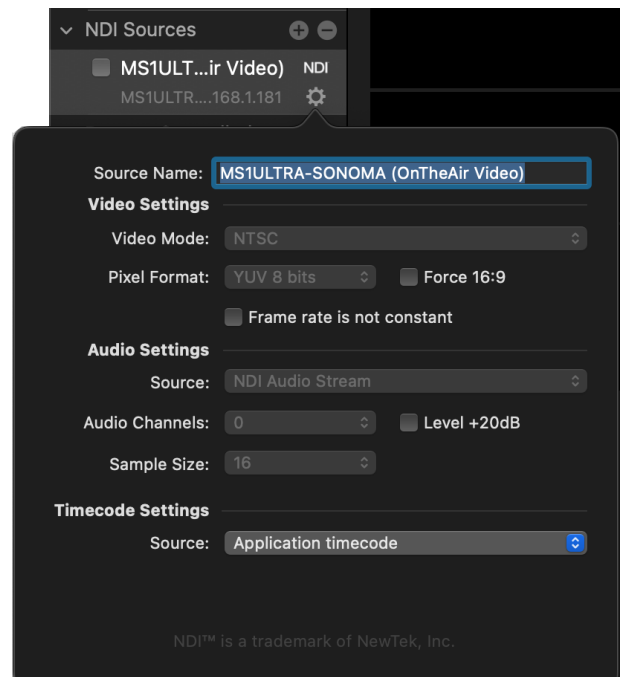 NDI Sources
MS1ULT...ir Video) NDI
MS1ULTR....168.1.181
Source Name: MS1ULTRA-SONOMA (OnTheAir Video)
Video Settings
Video Mode: NTSC
Pixel Format: YUV 8 bits Force 16:9
Frame rate is not constant
Audio Settings
Source: NDI Audio Stream
Audio Channels: 0 Level +20dB
Sample Size: 16
Timecode Settings
Source: Application timecode
NDI™ is a trademark of NewTek, Inc.